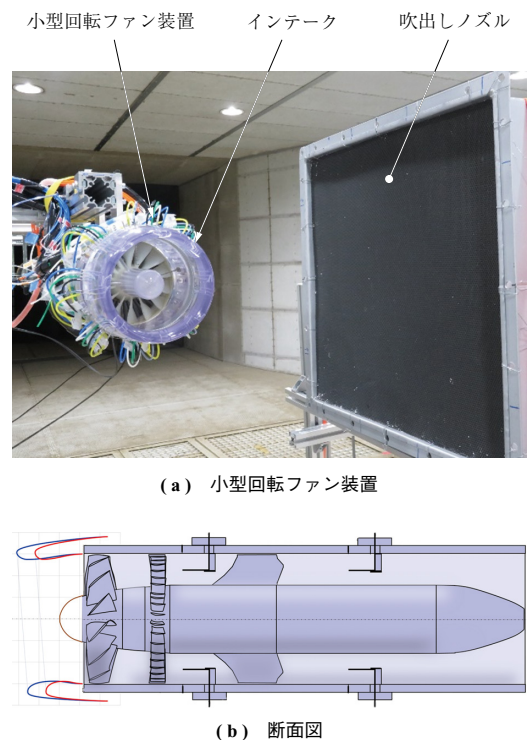 小型回転ファン装置 インテーク 吹出しノズル
( a ) 小型回転ファン装置
( b ) 断面図